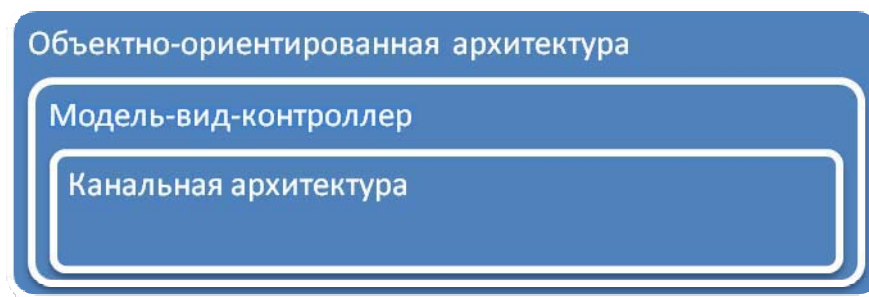 Объектно-ориентированная архитектура
Модель-вид-контроллер
Канальная архитектура